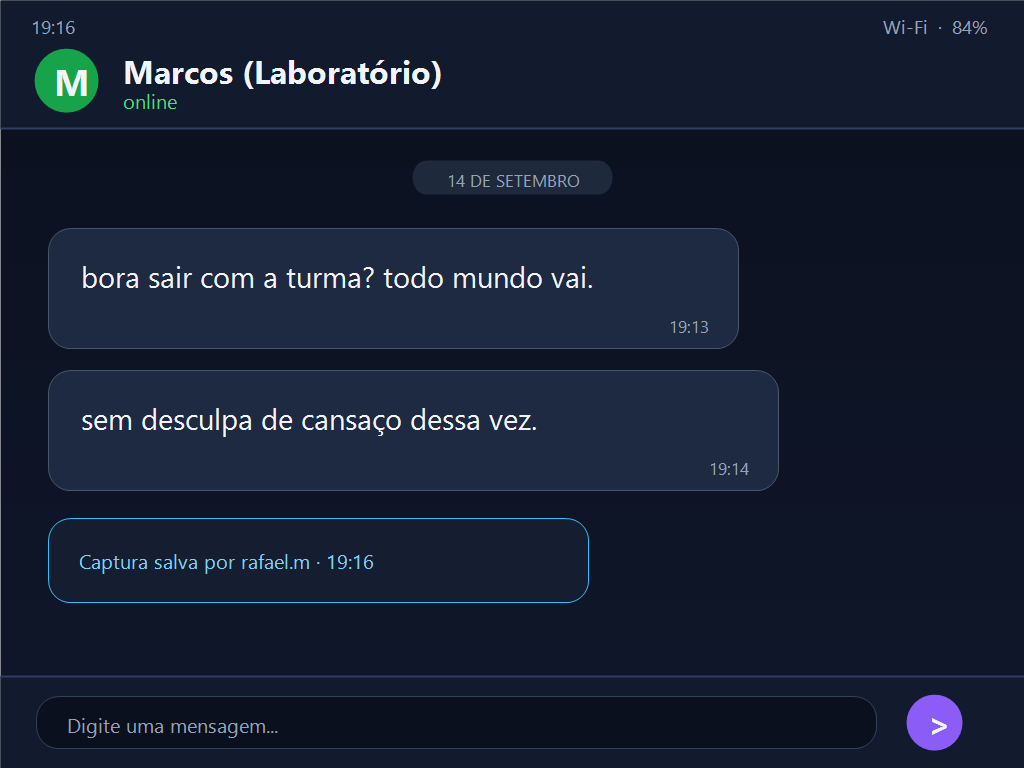 19:16
Wi-Fi · 84%
M
Marcos (Laboratório)
online
14 DE SETEMBRO
bora sair com a turma? todo mundo vai.
19:13
sem desculpa de cansaço dessa vez.
19:14
Captura salva por rafael.m · 19:16
Digite uma mensagem...
>